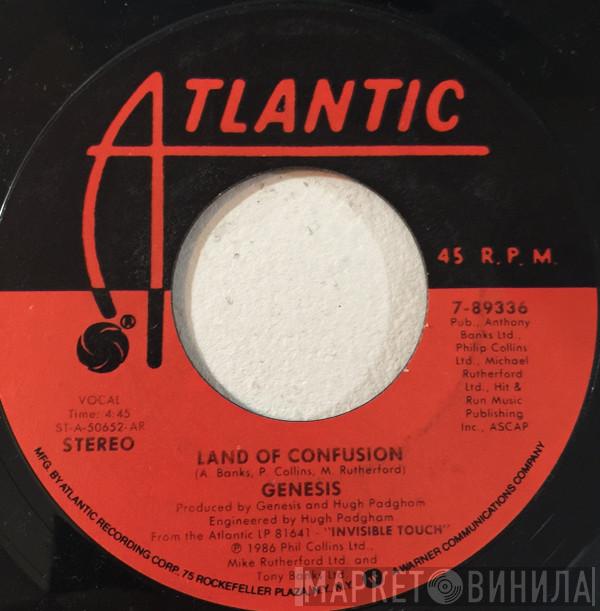 ATLANTIC
45 R.P.M.
®
7-89336
Pub., Anthony
Banks Ltd.,
Philip Collins
Ltd., Michael
Rutherford
Ltd., Hit &
Run Music
Publishing
Inc., ASCAP
VOCAL
Time: 4:45
ST-A-50652-AR
STEREO
LAND OF CONFUSION
(A. Banks, P. Collins, M. Rutherford)
GENESIS
Produced by Genesis and Hugh Padgham
Engineered by Hugh Padgham
From the Atlantic LP 81641 - "INVISIBLE TOUCH"
℗ 1986 Phil Collins Ltd.,
Mike Rutherford Ltd. and
Tony Banks Ltd.
MFG. BY ATLANTIC RECORDING CORP. 75 ROCKEFELLER PLAZA, N.Y., N.Y. A WARNER COMMUNICATIONS COMPANY
МАРКЕТ ВИНИЛА